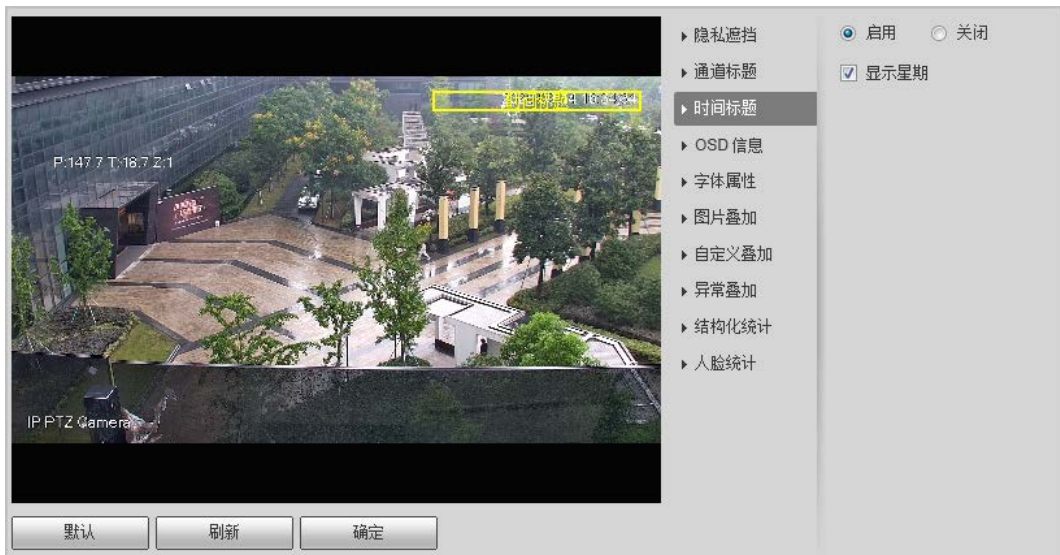 P:147.7 T:18.7 Z:1
IP PTZ Camera
默认
刷新
确定
隐私遮挡
通道标题
时间标题
OSD 信息
字体属性
图片叠加
自定义叠加
异常叠加
结构化统计
人脸统计
启用
关闭
显示星期